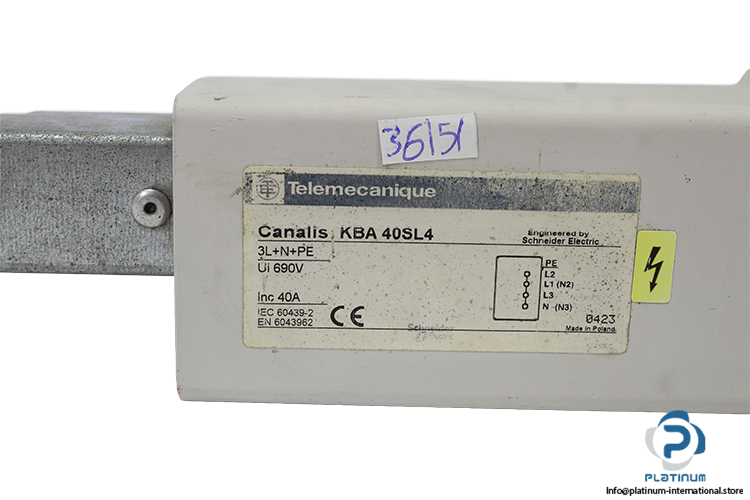 36151
Telemecanique
Canalis, KBA 40SL4
3L+N+PE
Ui 690V
Inc 40A
IEC 60439-2
EN 6043962
CE
Engineered by
Schneider Electric
PE
L2
L1 (N2)
L3
N (N3)
0423
Made in Poland
Schneider
PLATINUM
Info@platinum-international.store